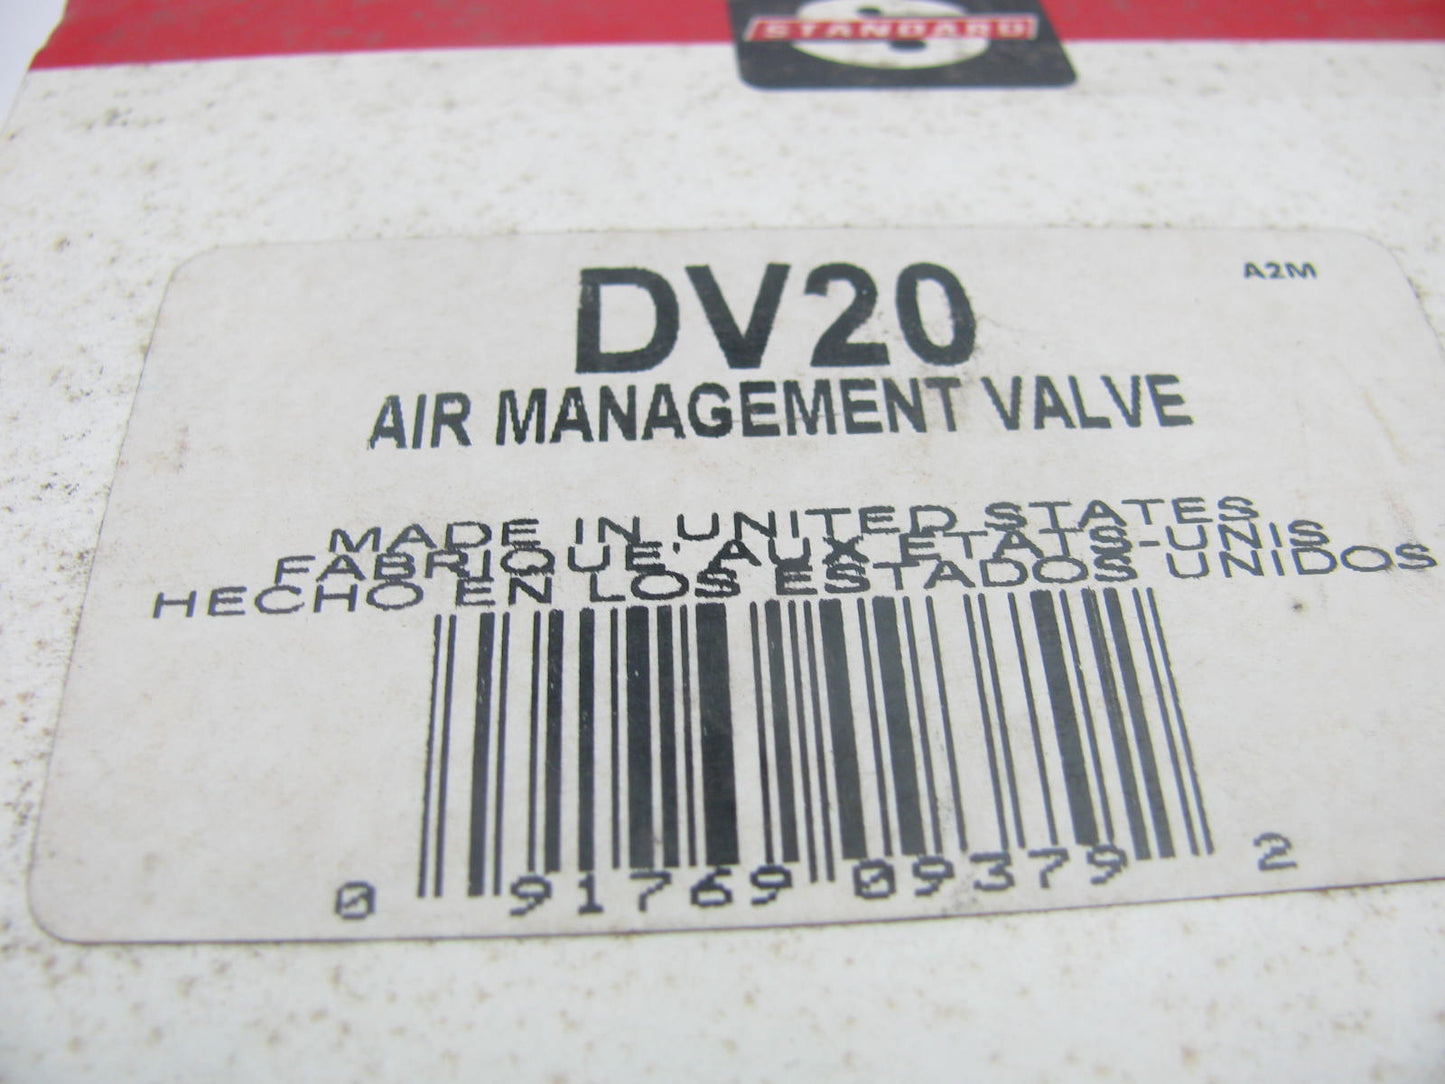 STANDARD
DV20
A2M
AIR MANAGEMENT VALVE
MADE IN UNITED STATES
FABRIQUE AUX ETATS-UNIS
HECHO EN LOS ESTADOS UNIDOS
0 91769 09379 2